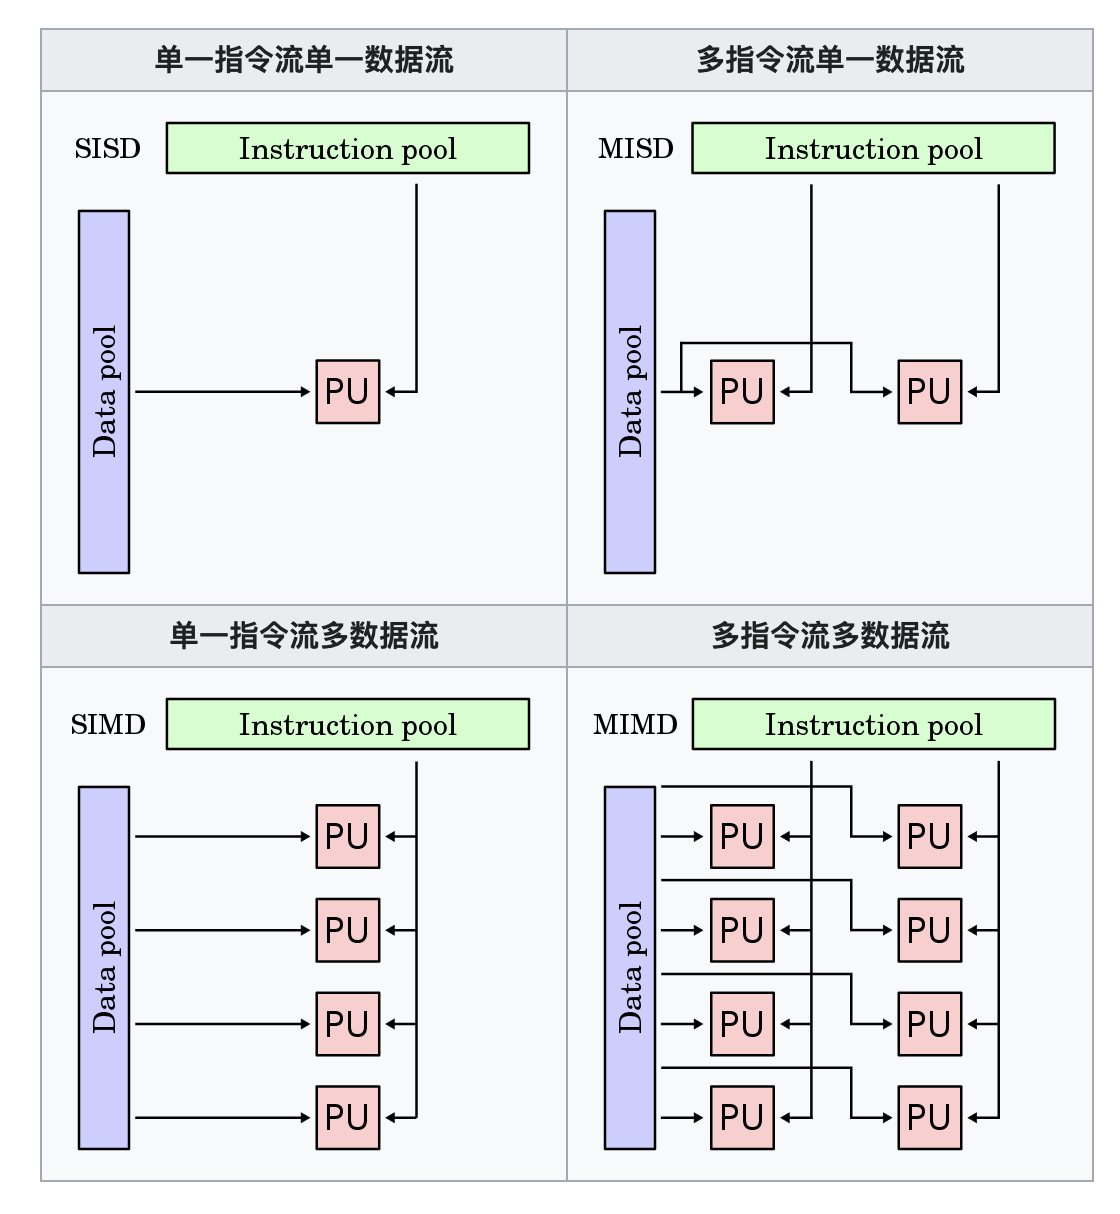 单一指令流单一数据流
多指令流单一数据流
SISD
Instruction pool
Data pool
PU
MISD
Instruction pool
Data pool
PU
PU
单一指令流多数据流
多指令流多数据流
SIMD
Instruction pool
Data pool
PU
PU
PU
PU
MIMD
Instruction pool
Data pool
PU
PU
PU
PU
PU
PU
PU
PU